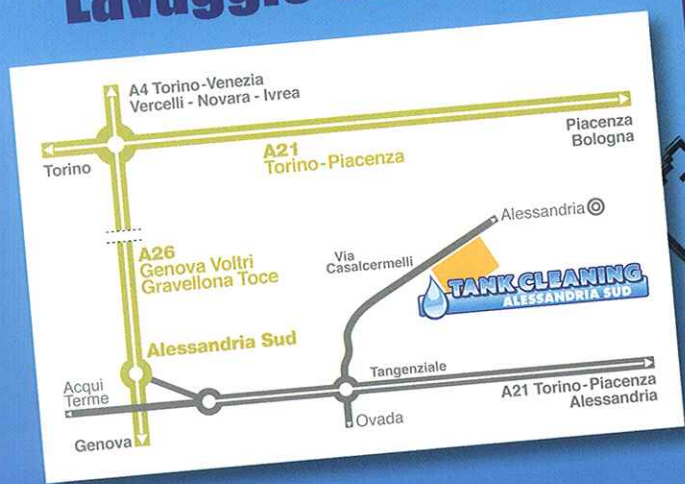 Lavaggio
A4 Torino-Venezia
Vercelli - Novara - Ivrea
Torino
A21
Torino-Piacenza
Piacenza
Bologna
A26
Genova Voltri
Gravellona Toce
Via
Casalcermelli
Alessandria
TANK CLEANING
ALESSANDRIA SUD
Alessandria Sud
Acqui
Terme
Tangenziale
A21 Torino-Piacenza
Alessandria
Ovada
Genova